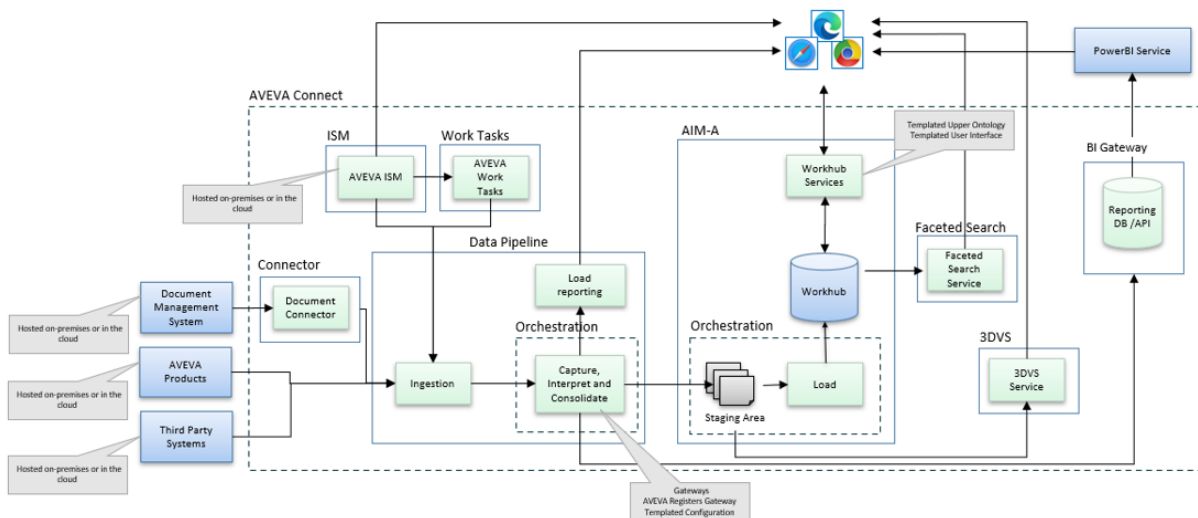 PowerBI Service
AVEVA Connect
ISM
Work Tasks
AIM-A
Templated Upper Ontology
Templated User Interface
BI Gateway
AVEVA ISM
AVEVA
Work
Tasks
Workhub
Services
Hosted on-premises or in the
cloud
Reporting
DB /API
Data Pipeline
Faceted Search
Faceted
Search
Service
Connector
Load
reporting
Workhub
Document
Management
System
Document
Connector
Hosted on-premises or in the
cloud
Orchestration
Orchestration
3DVS
AVEVA
Products
Hosted on-premises or in the
cloud
Ingestion
Capture,
Interpret and
Consolidate
Load
3DVS
Service
Staging Area
Third Party
Systems
Hosted on-premises or in the
cloud
Gateways
AVEVA Registers Gateway
Templated Configuration